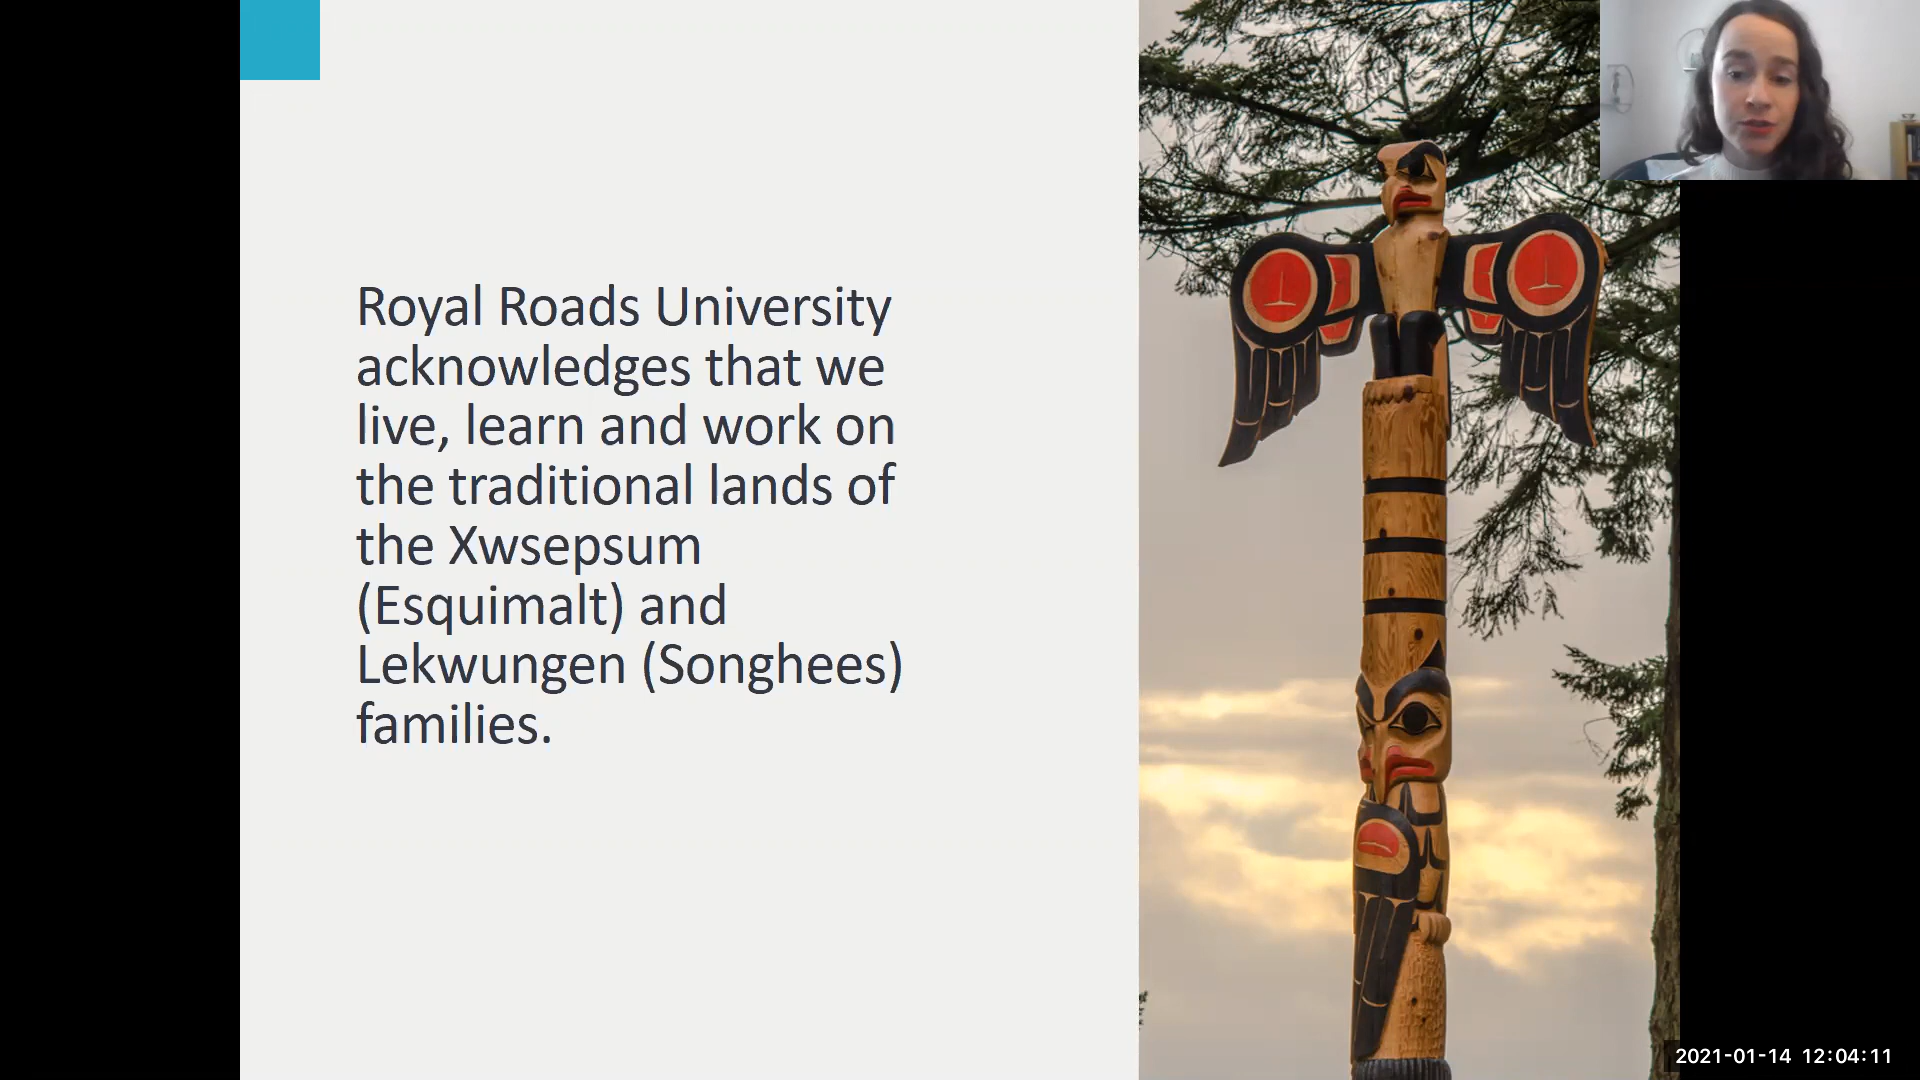 Royal Roads University
acknowledges that we
live, learn and work on
the traditional lands of
the Xwsepsum
(Esquimalt) and
Lekwungen (Songhees)
families.
2021-01-14 12:04:11